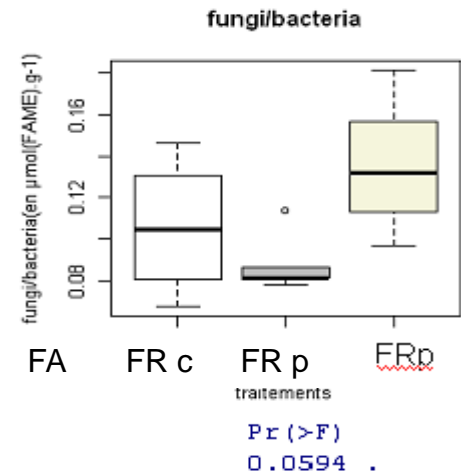 fungi/bacteria
fungi/bacteria(en µmol(FAME).g-1)
0.16
0.12
0.08
FA FR c FR p FRp
traitements
Pr(>F)
0.0594 .